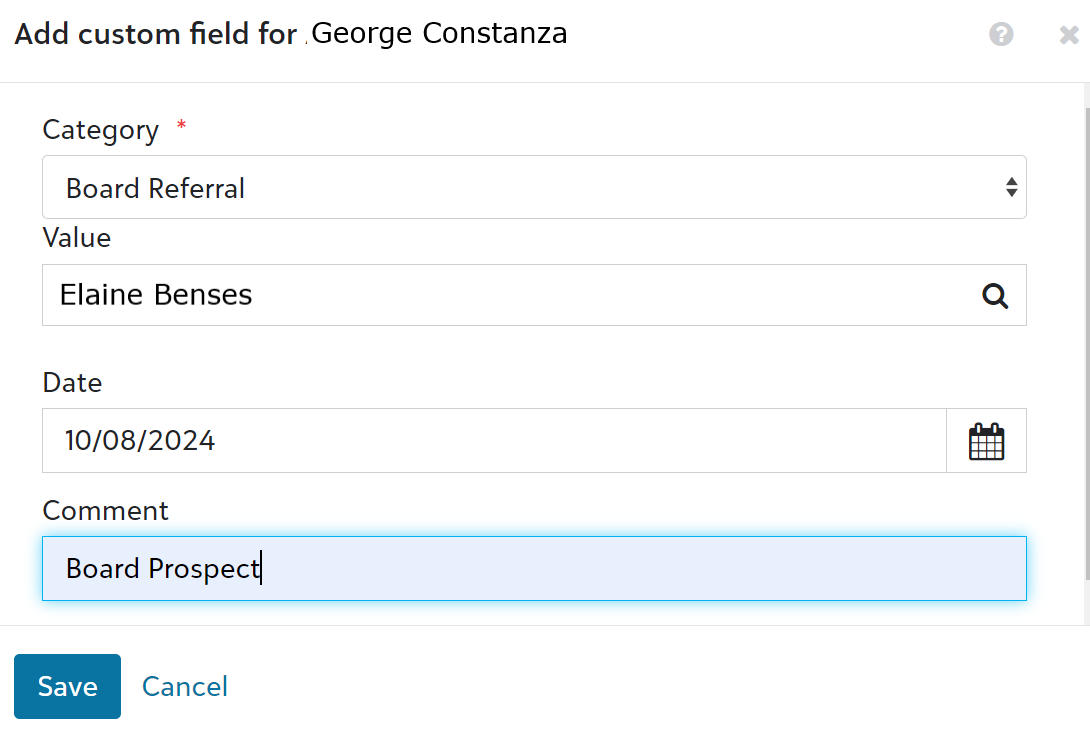 Add custom field for George Constanza
Category *
Board Referral
Value
Elaine Benses
Date
10/08/2024
Comment
Board Prospect
Save Cancel